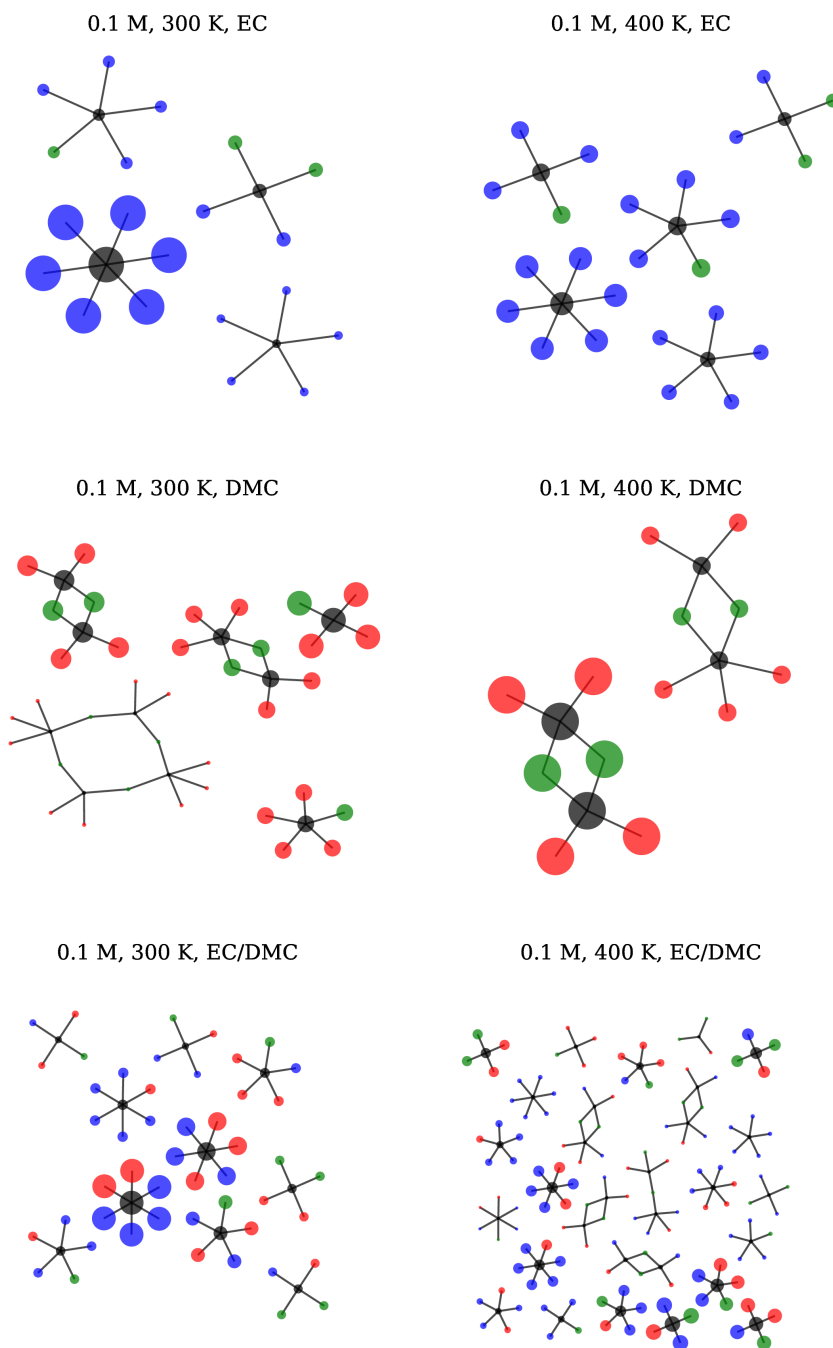 0.1 M, 300 K, EC
0.1 M, 400 K, EC
0.1 M, 300 K, DMC
0.1 M, 400 K, DMC
0.1 M, 300 K, EC/DMC
0.1 M, 400 K, EC/DMC